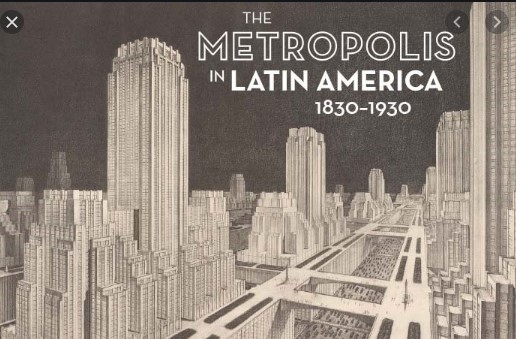 THE
METROPOLIS
IN LATIN AMERICA
1830–1930